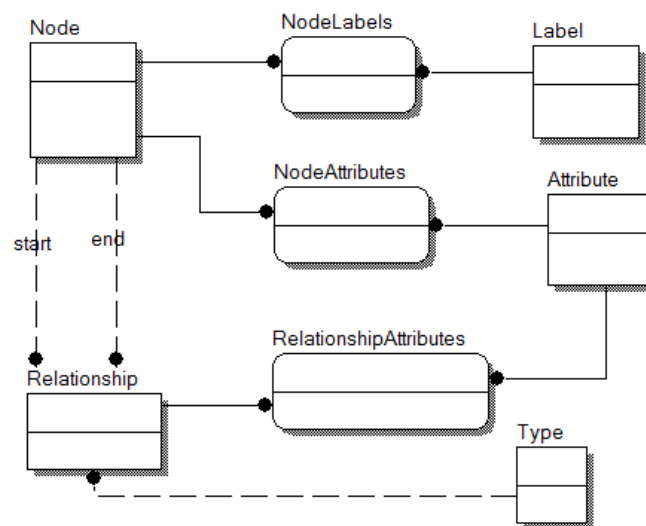 Node
NodeLabels
Label
NodeAttributes
Attribute
start
end
RelationshipAttributes
Relationship
Type